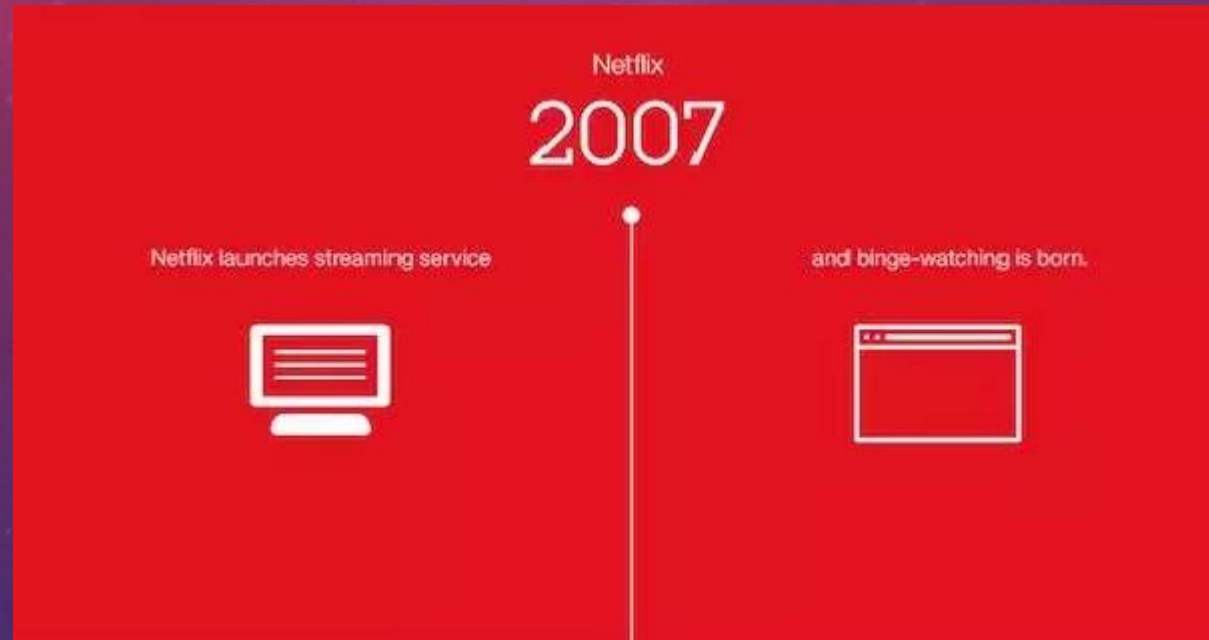 Netflix
2007
Netflix launches streaming service
and binge-watching is born.